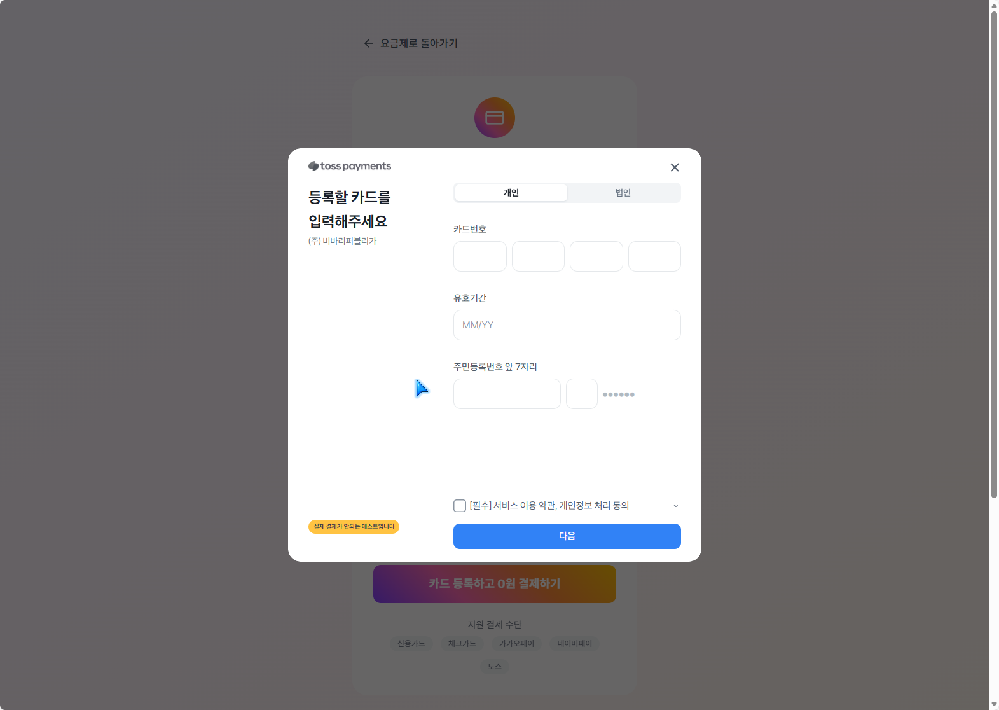 요금제로 돌아가기
toss payments
등록할 카드를
입력해주세요
(주) 비바리퍼블리카
개인
법인
카드번호
유효기간
MM/YY
주민등록번호 앞 7자리
[필수] 서비스 이용 약관, 개인정보 처리 동의
실제 결제가 안되는 테스트입니다
다음
카드 등록하고 0원 결제하기
지원 결제 수단
신용카드 체크카드 카카오페이 네이버페이
토스